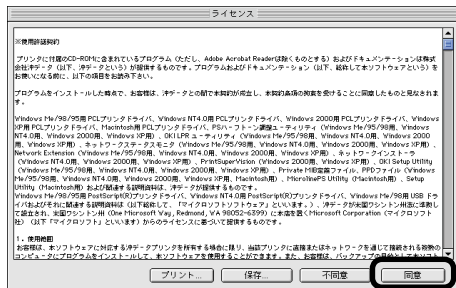 ライセンス
※使用許諾契約
プリンタに付属のCD-ROMに含まれているプログラム（ただし、Adobe Acrobat Readerは除くものとする）およびドキュメンテーションは株式
会社沖データ（以下、沖データという）が提供するものです。プログラムおよびドキュメンテーション（以下、総称して本ソフトウェアという）を
お使いになる前に、以下の項目をお読み下さい。
プログラムをインストールした時点で、お客様は、沖データとの間で本契約が成立し、本契約条項の拘束を受けることに同意したものと見なされま
す。
Windows Me/98/95用 PCLプリンタドライバ、Windows NT4.0用 PCLプリンタドライバ、Windows 2000用 PCLプリンタドライバ、Windows
XP用 PCLプリンタドライバ、Macintosh用 PCLプリンタドライバ、PSハーフトーン調整ユーティリティ（Windows Me/95/98用、Windows
NT4.0用、Windows 2000用、Windows XP用）、OKI LPR ユーティリティ（Windows Me/95/98用、Windows NT4.0用、Windows 2000
用、Windows XP用）、ネットワークステータスモニタ（Windows Me/95/98用、Windows NT4.0用、Windows 2000用、Windows XP用）、
Network Extension（Windows Me/95/98用、Windows NT4.0用、Windows 2000用、Windows XP用）、ネットワークインストーラ
（Windows NT4.0用、Windows 2000用、Windows XP用）、PrintSuperVision（Windows 2000用、Windows XP用）、OKI Setup Utility
（Windows Me/95/98用、Windows NT4.0用、Windows 2000用、Windows XP用）、Private MIB定義ファイル、PPDファイル（Windows
Me/95/98用、Windows NT4.0用、Windows 2000用、Windows XP用、Macintosh用）、MicrolinePS Utility（Macintosh用）、Setup
Utility（Macintosh用）および関連する説明資料は、沖データが提供するものです。
Windows Me/95/98用 PostScript(R)プリンタドライバ、Windows NT4.0用 PostScript(R)プリンタドライバ、Windows Me/98用 USB ドラ
イバおよびそれに関連する説明資料は（以下総称して、「マイクロソフトソフトウェア」といいます。）、沖データが米国ワシントン州法に準拠し
て設立され、米国ワシントン州（One Microsoft Way, Redmond, WA 98052-6399）に本店を置くMicrosoft Corporation（マイクロソフト
社）（以下「マイクロソフト」といいます）からのライセンスに基づいて提供するものです。
1．使用範囲
お客様は、本ソフトウェアに対応する沖データプリンタを所有する場合に限り、当該プリンタに直接またはネットワークを通じて接続される複数の
コンピュータにプログラムをインストールして、本ソフトウェアを使用することができます。また、お客様は、バックアップの目的として本ソフト
プリント... 保存... 不同意 同意